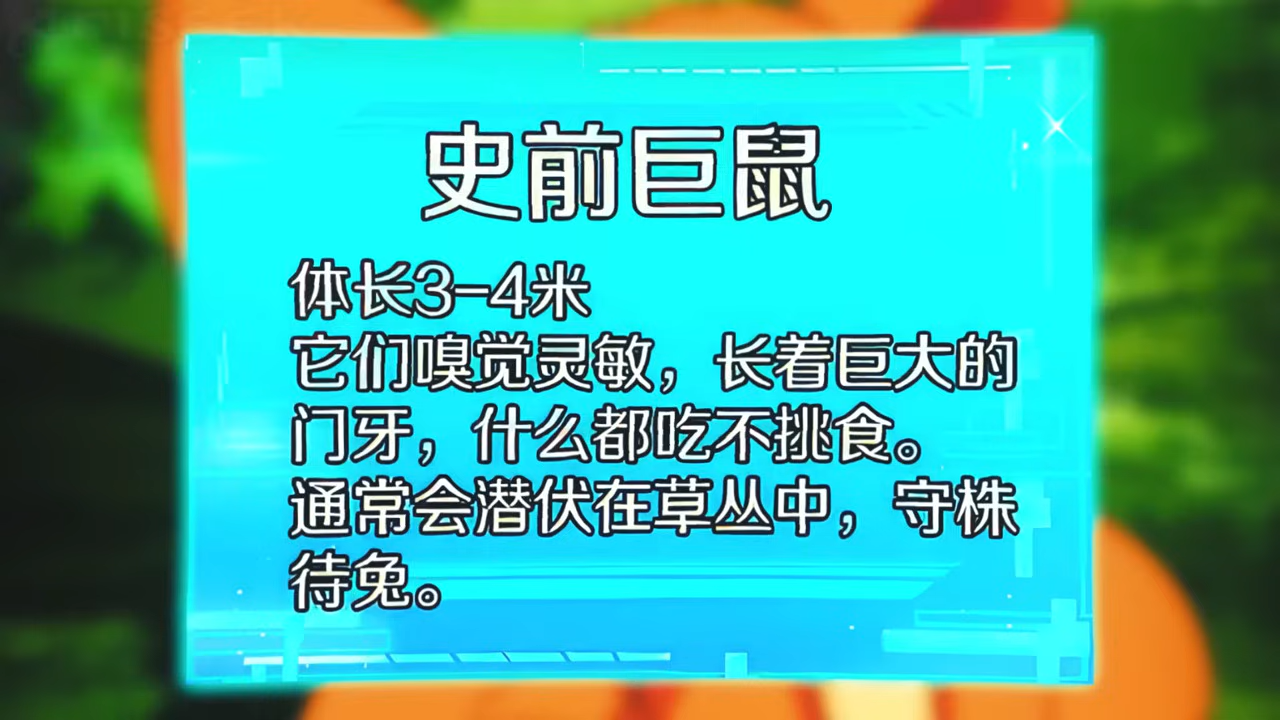 史前巨鼠
体长3-4米
它们嗅觉灵敏，长着巨大的
门牙，什么都吃不挑食。
通常会潜伏在草丛中，守株
待兔。